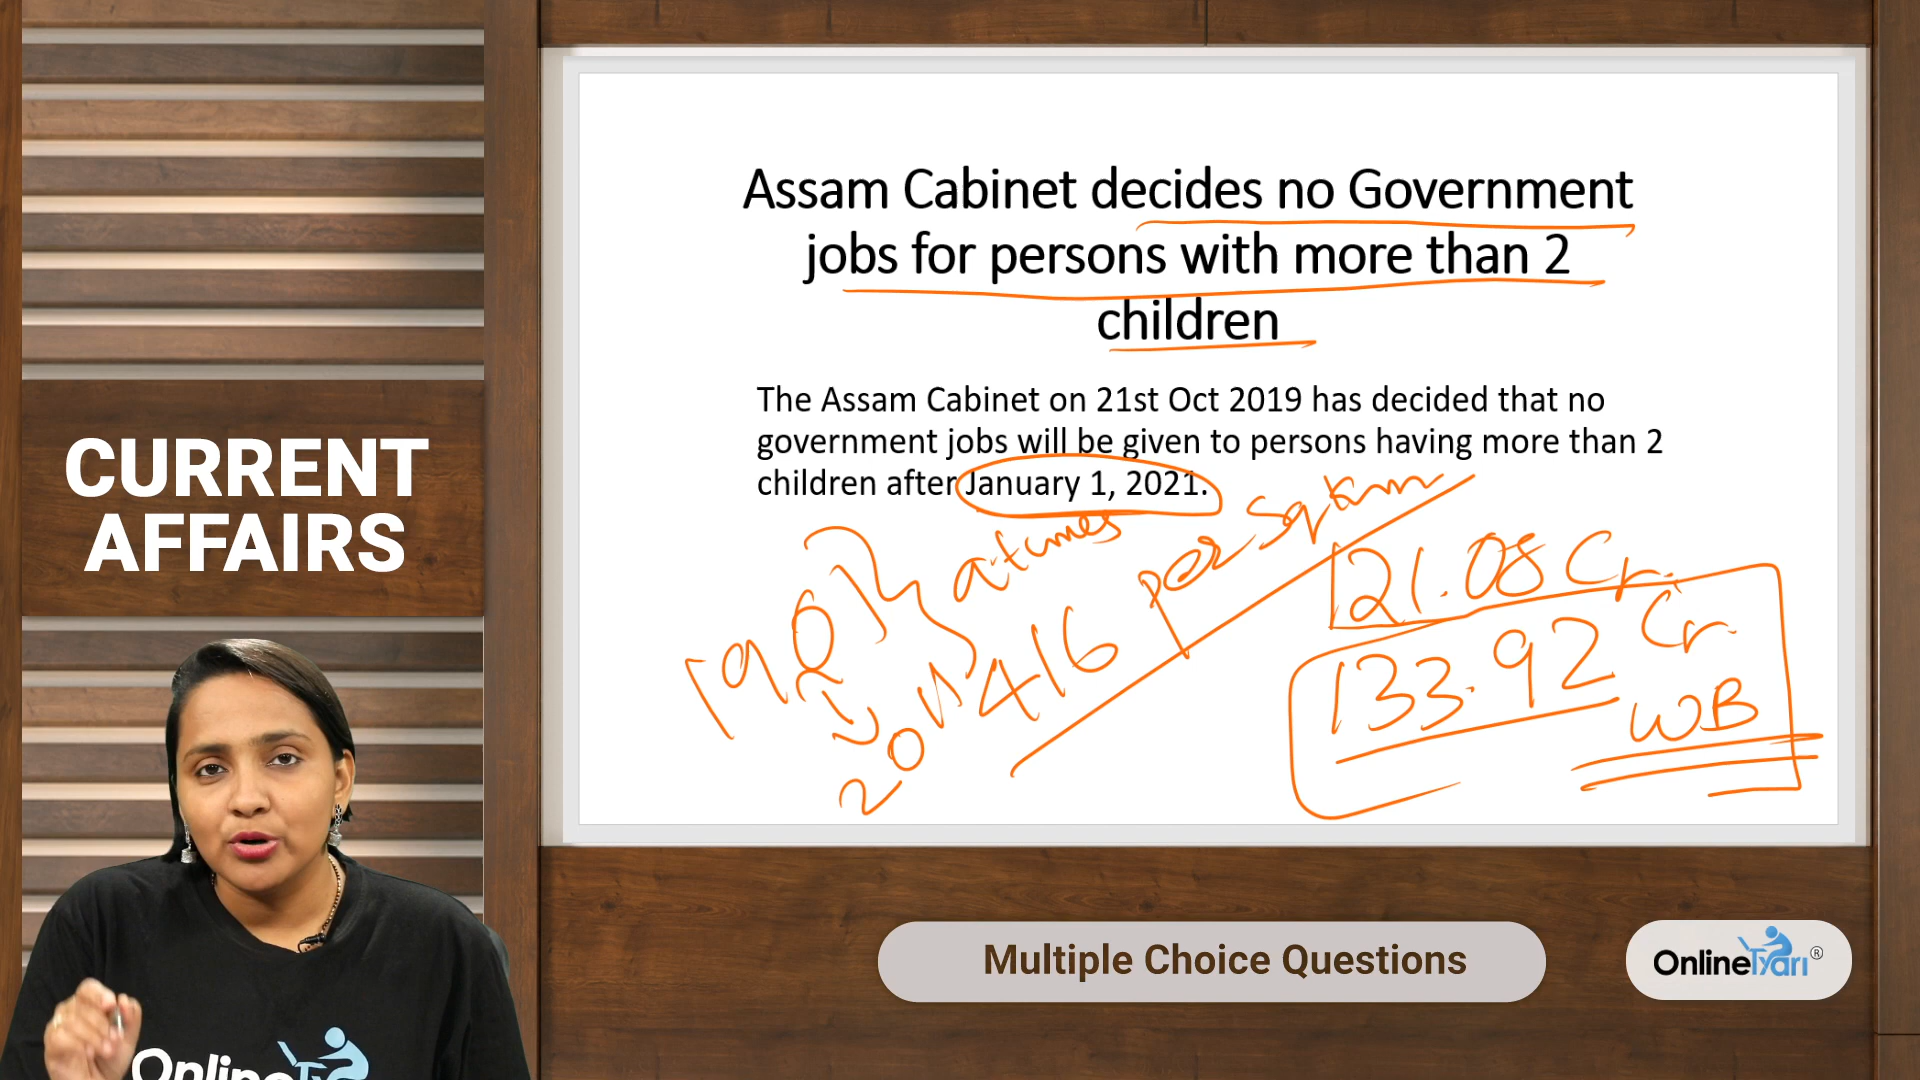 Assam Cabinet decides no Government
jobs for persons with more than 2
children
The Assam Cabinet on 21st Oct 2019 has decided that no
government jobs will be given to persons having more than 2
children after January 1, 2021.
CURRENT
AFFAIRS
416 per sq km
121.08 Cr.
133.92 Cr.
WB
Multiple Choice Questions
OnlineTyari®
Online